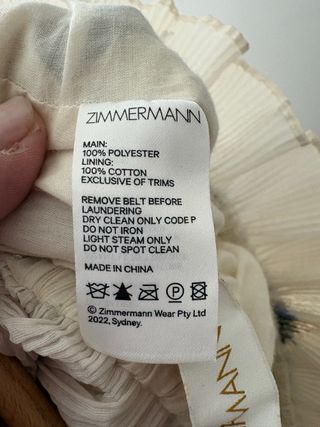 ZIMMERMANN
MAIN:
100% POLYESTER
LINING:
100% COTTON
EXCLUSIVE OF TRIMS
REMOVE BELT BEFORE
LAUNDERING
DRY CLEAN ONLY CODE P
DO NOT IRON
LIGHT STEAM ONLY
DO NOT SPOT CLEAN
MADE IN CHINA
P
© Zimmermann Wear Pty Ltd
2022, Sydney.